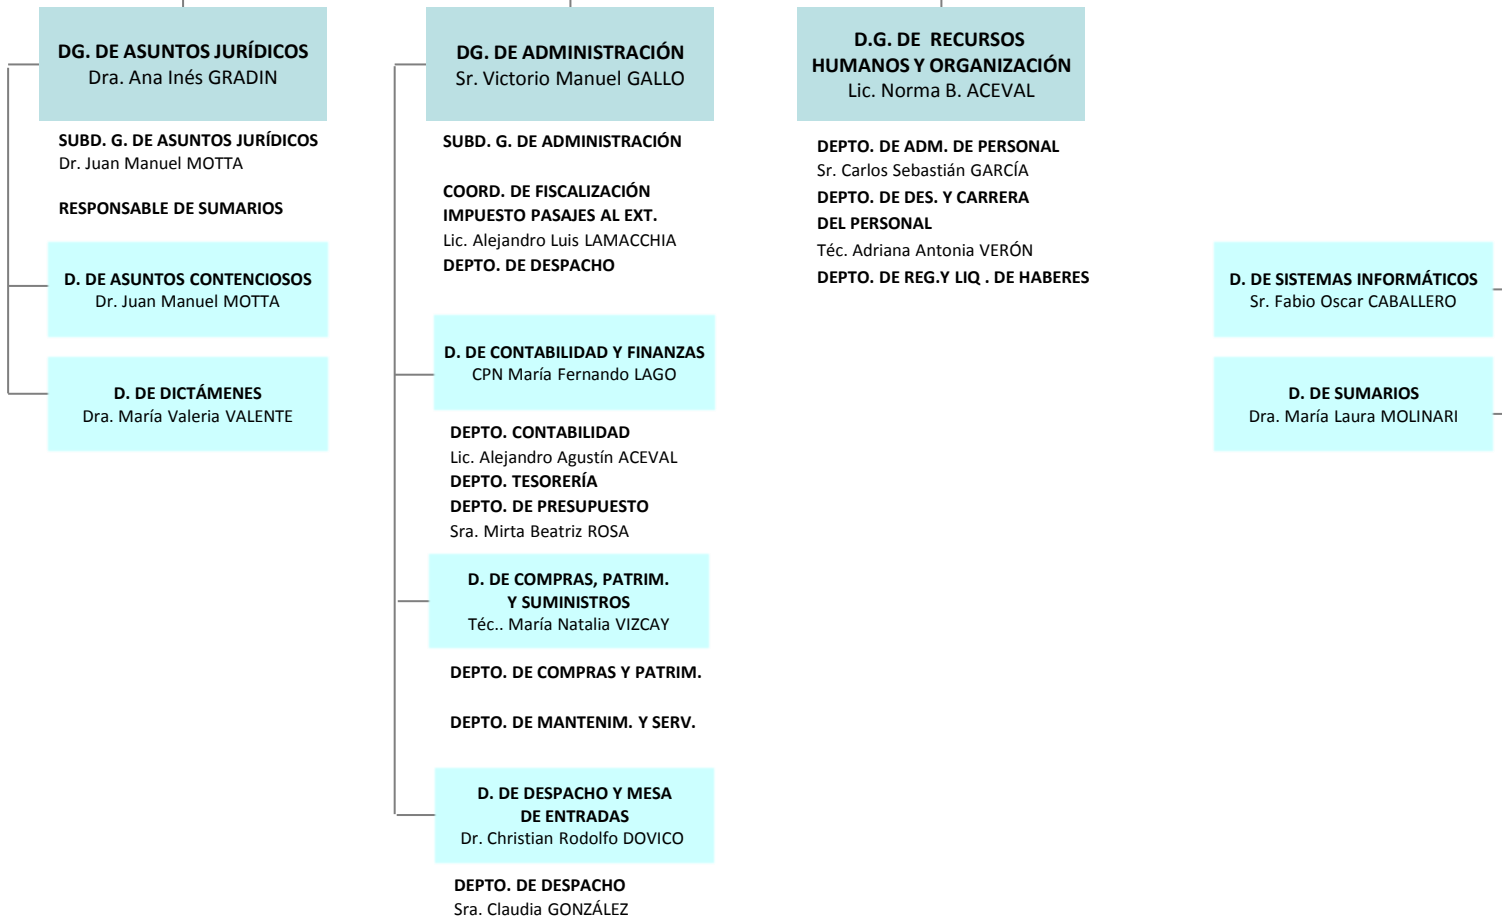 DG. DE ASUNTOS JURÍDICOS
Dra. Ana Inés GRADIN
SUBD. G. DE ASUNTOS JURÍDICOS
Dr. Juan Manuel MOTTA
RESPONSABLE DE SUMARIOS
D. DE ASUNTOS CONTENCIOSOS
Dr. Juan Manuel MOTTA
D. DE DICTÁMENES
Dra. María Valeria VALENTE
DG. DE ADMINISTRACIÓN
Sr. Victorio Manuel GALLO
SUBD. G. DE ADMINISTRACIÓN
COORD. DE FISCALIZACIÓN
IMPUESTO PASAJES AL EXT.
Lic. Alejandro Luis LAMACCHIA
DEPTO. DE DESPACHO
D. DE CONTABILIDAD Y FINANZAS
CPN María Fernando LAGO
DEPTO. CONTABILIDAD
Lic. Alejandro Agustín ACEVAL
DEPTO. TESORERÍA
DEPTO. DE PRESUPUESTO
Sra. Mirta Beatriz ROSA
D. DE COMPRAS, PATRIM.
Y SUMINISTROS
Téc.. María Natalia VIZCAY
DEPTO. DE COMPRAS Y PATRIM.
DEPTO. DE MANTENIM. Y SERV.
D. DE DESPACHO Y MESA
DE ENTRADAS
Dr. Christian Rodolfo DOVICO
DEPTO. DE DESPACHO
Sra. Claudia GONZÁLEZ
D.G. DE RECURSOS
HUMANOS Y ORGANIZACIÓN
Lic. Norma B. ACEVAL
DEPTO. DE ADM. DE PERSONAL
Sr. Carlos Sebastián GARCÍA
DEPTO. DE DES. Y CARRERA
DEL PERSONAL
Téc. Adriana Antonia VERÓN
DEPTO. DE REG.Y LIQ . DE HABERES
D. DE SISTEMAS INFORMÁTICOS
Sr. Fabio Oscar CABALLERO
D. DE SUMARIOS
Dra. María Laura MOLINARI